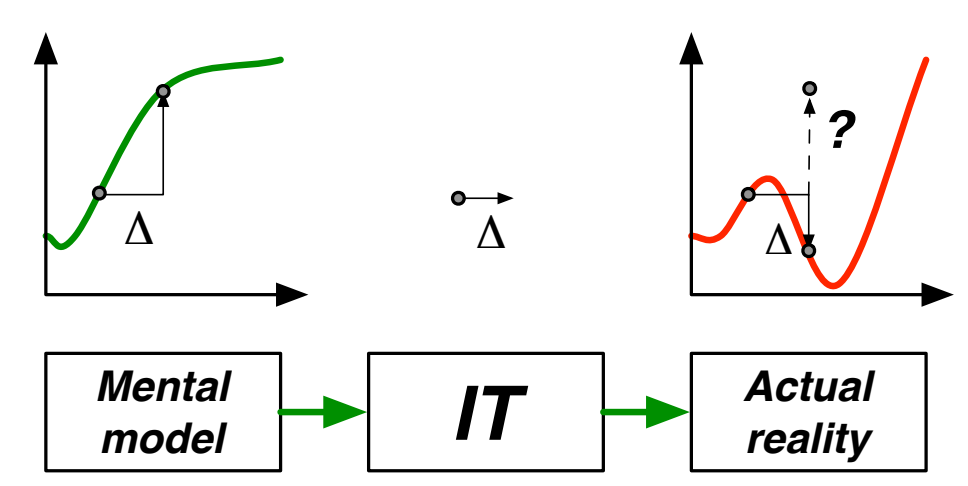 ?
Δ
Δ
Δ
Mental
model
IT
Actual
reality